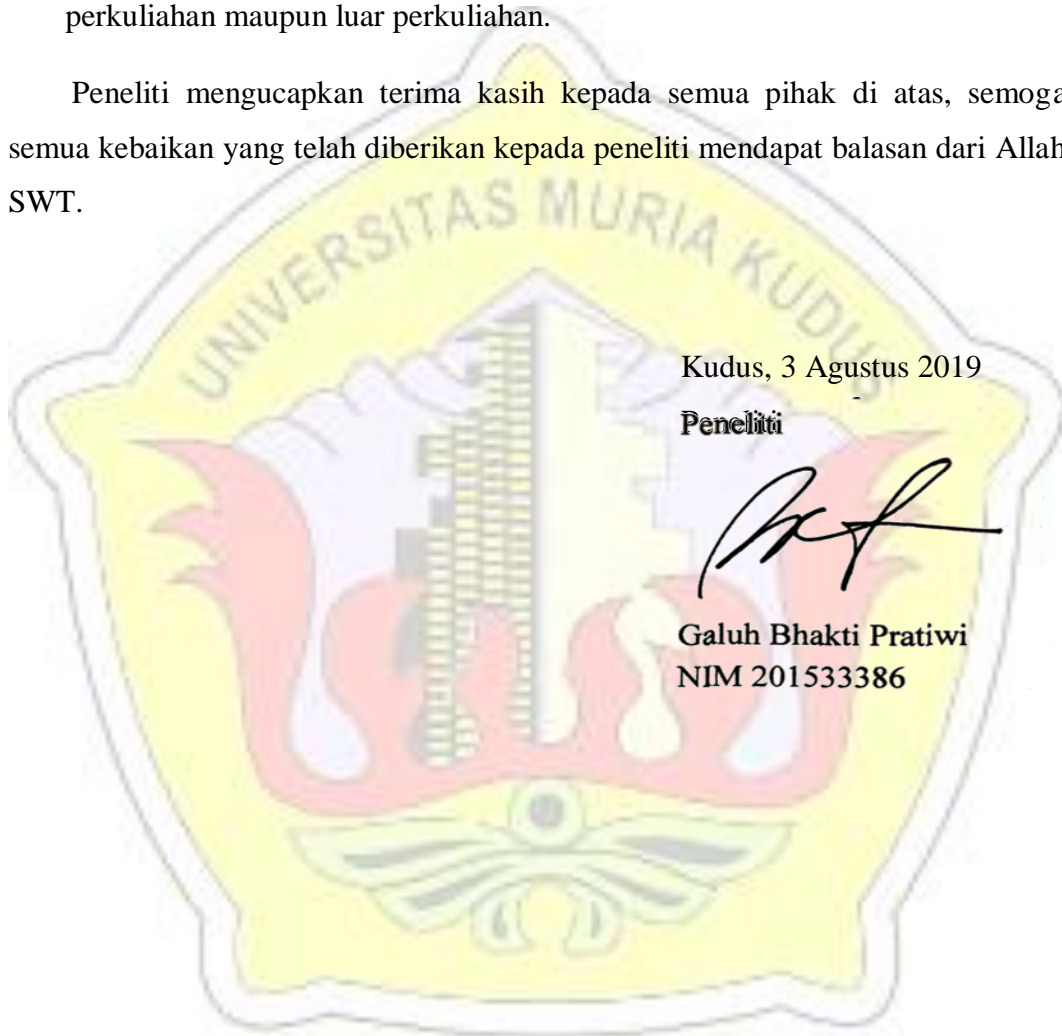 perkuliahan maupun luar perkuliahan.
Peneliti mengucapkan terima kasih kepada semua pihak di atas, semoga
semua kebaikan yang telah diberikan kepada peneliti mendapat balasan dari Allah
SWT.
UNIVERSITAS MURIA KUDUS
Kudus, 3 Agustus 2019
Peneliti
Galuh Bhakti Pratiwi
NIM 201533386